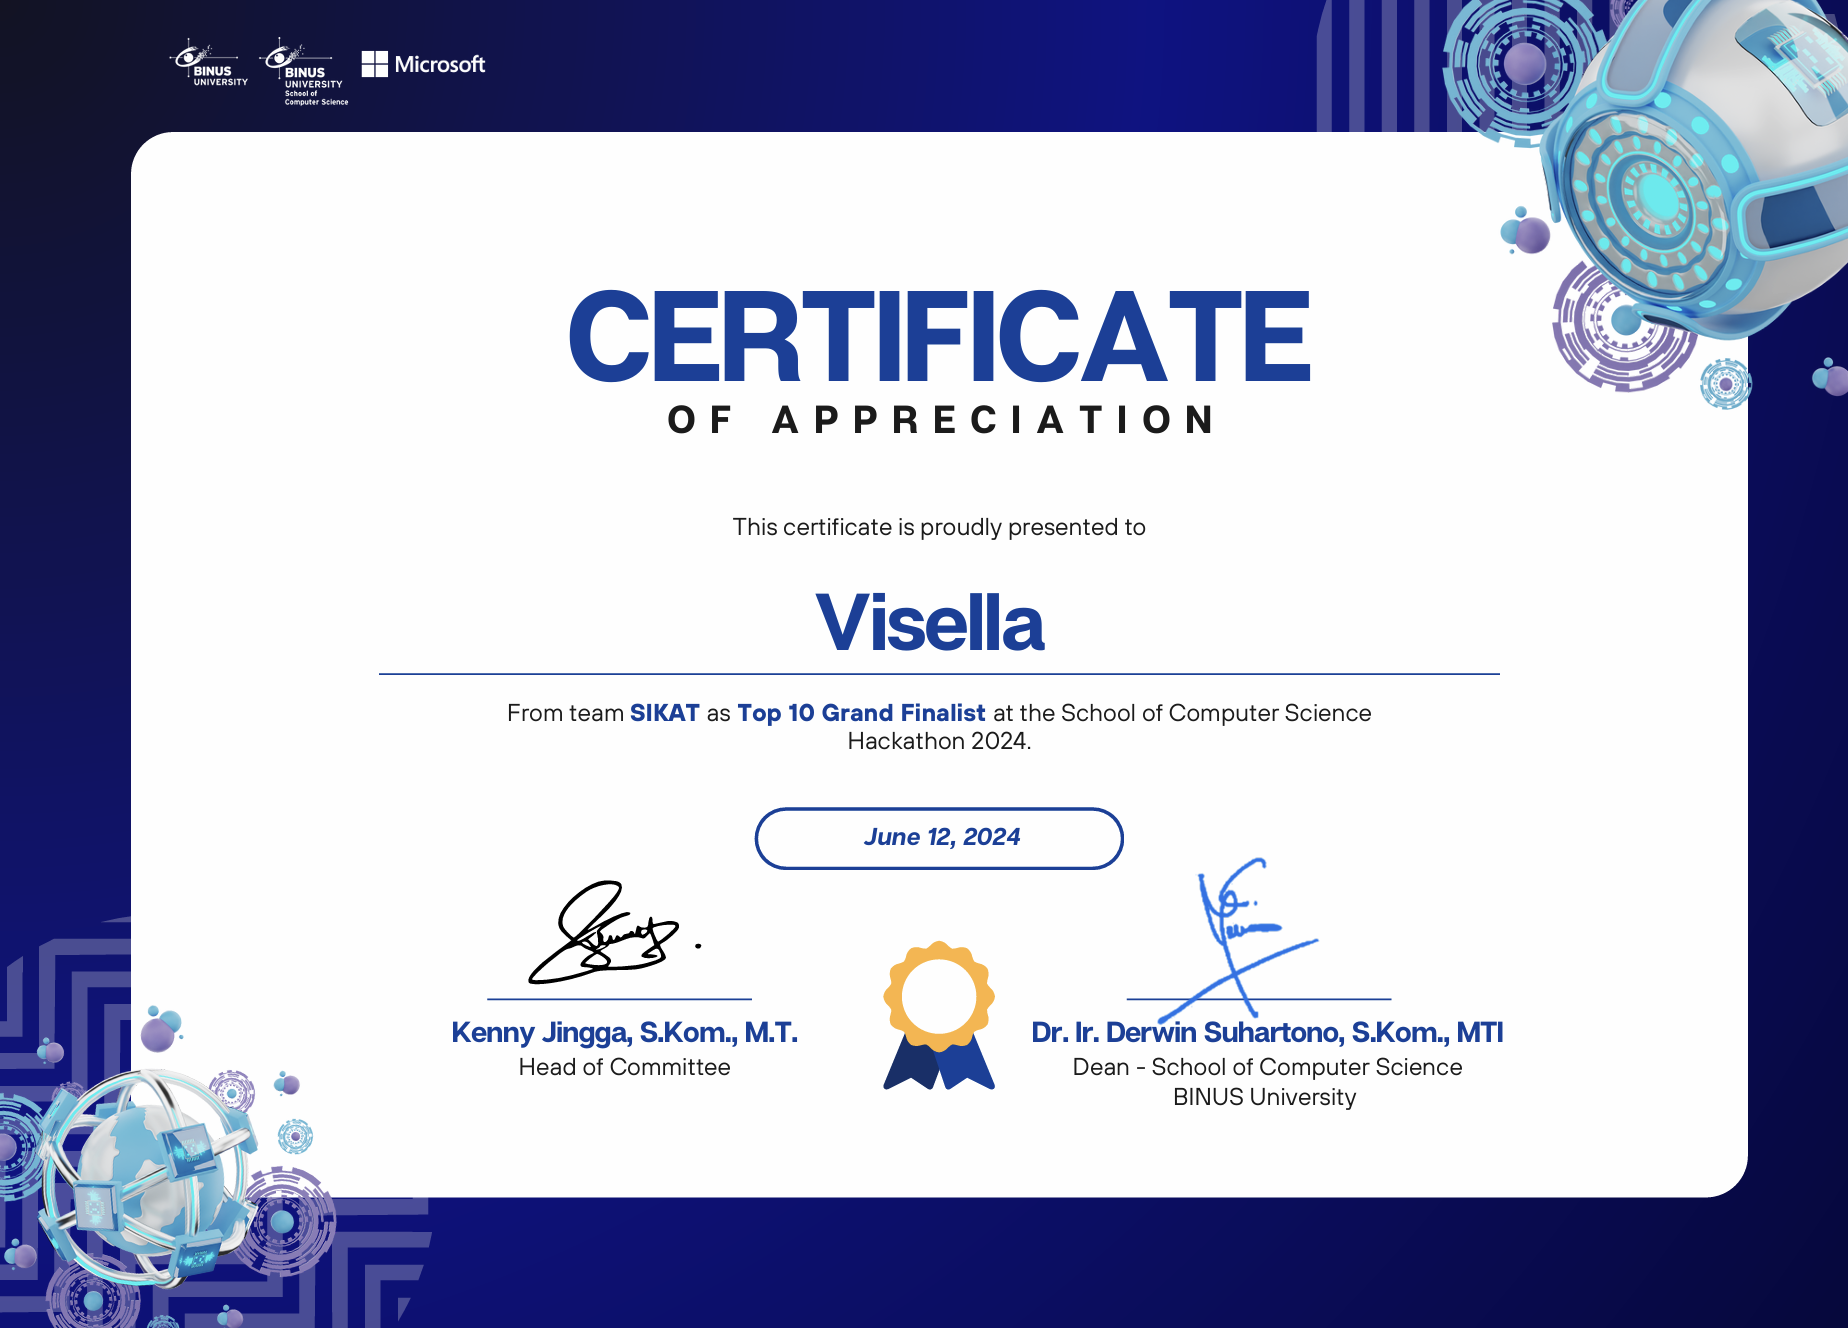 BINUS
UNIVERSITY
BINUS
UNIVERSITY
School of
Computer Science
Microsoft
CERTIFICATE
OF APPRECIATION
This certificate is proudly presented to
Visella
From team SIKAT as Top 10 Grand Finalist at the School of Computer Science
Hackathon 2024.
June 12, 2024
Kenny Jingga, S.Kom., M.T.
Head of Committee
Dr. Ir. Derwin Suhartono, S.Kom., MTI
Dean - School of Computer Science
BINUS University